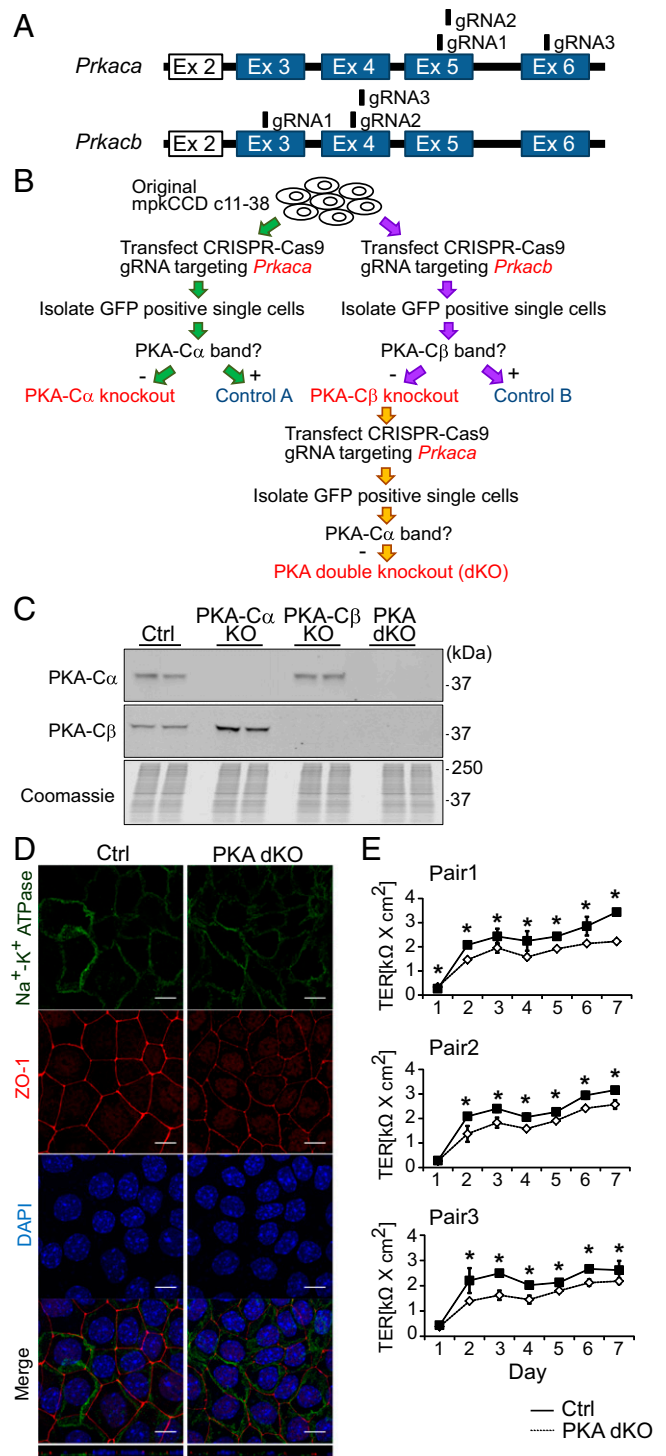 A
gRNA2
gRNA1 gRNA3
Prkaca Ex 2 Ex 3 Ex 4 Ex 5 Ex 6
gRNA3
gRNA1 gRNA2
Prkacb Ex 2 Ex 3 Ex 4 Ex 5 Ex 6
B
Original
mpkCCD c11-38
Transfect CRISPR-Cas9
gRNA targeting Prkaca
Transfect CRISPR-Cas9
gRNA targeting Prkacb
Isolate GFP positive single cells
Isolate GFP positive single cells
PKA-Cα band?
PKA-Cβ band?
- +
- +
PKA-Cα knockout
Control A
PKA-Cβ knockout
Control B
Transfect CRISPR-Cas9
gRNA targeting Prkaca
Isolate GFP positive single cells
PKA-Cα band?
-
PKA double knockout (dKO)
C
Ctrl
PKA-Cα
KO
PKA-Cβ
KO
PKA
dKO
(kDa)
PKA-Cα -37
PKA-Cβ -37
-250
Coomassie -37
D
Ctrl PKA dKO
Na⁺-K⁺ ATPase
ZO-1
DAPI
Merge
E
Pair1
TER[kΩ X cm²]
4
3
2
1
0
* * * * * * *
1 2 3 4 5 6 7
Pair2
TER[kΩ X cm²]
4
3
2
1
0
* * * * * *
1 2 3 4 5 6 7
Pair3
TER[kΩ X cm²]
4
3
2
1
0
* * * * * *
1 2 3 4 5 6 7
Day
Ctrl
PKA dKO